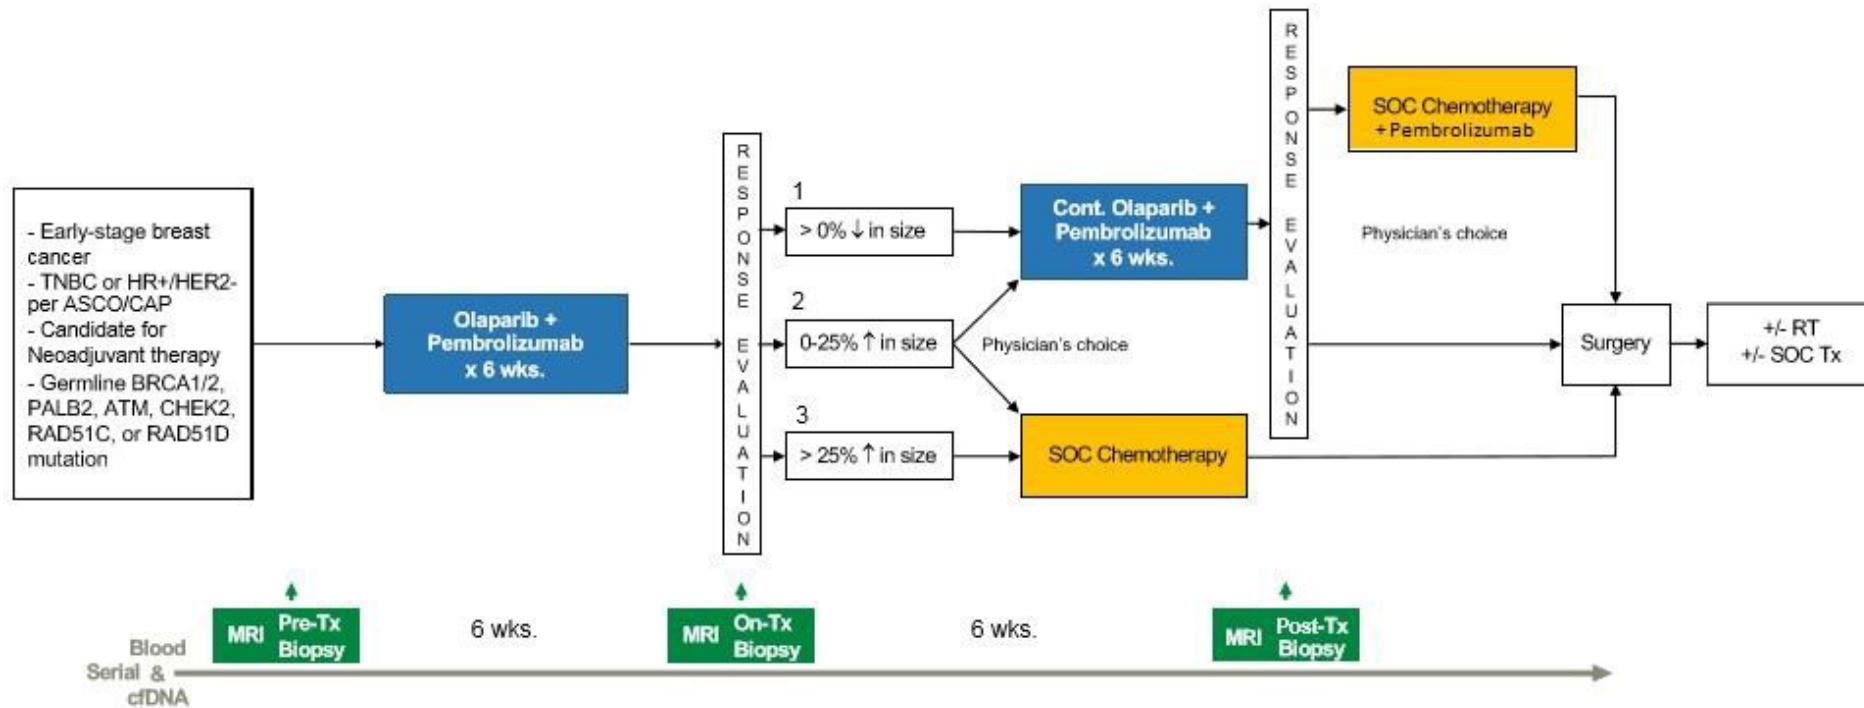 - Early-stage breast
cancer
- TNBC or HR+/HER2-
per ASCO/CAP
- Candidate for
Neoadjuvant therapy
- Germline BRCA1/2,
PALB2, ATM, CHEK2,
RAD51C, or RAD51D
mutation
Olaparib +
Pembrolizumab
x 6 wks.
RESPONSE EVALUATION
1
> 0% ↓ in size
2
0-25% ↑ in size
3
> 25% ↑ in size
Physician's choice
Cont. Olaparib +
Pembrolizumab
x 6 wks.
SOC Chemotherapy
RESPONSE EVALUATION
SOC Chemotherapy
+Pembrolizumab
Physician's choice
Surgery
+/- RT
+/- SOC Tx
MRI Pre-Tx
Biopsy
6 wks.
MRI On-Tx
Biopsy
6 wks.
MRI Post-Tx
Biopsy
Blood
Serial &
cfDNA